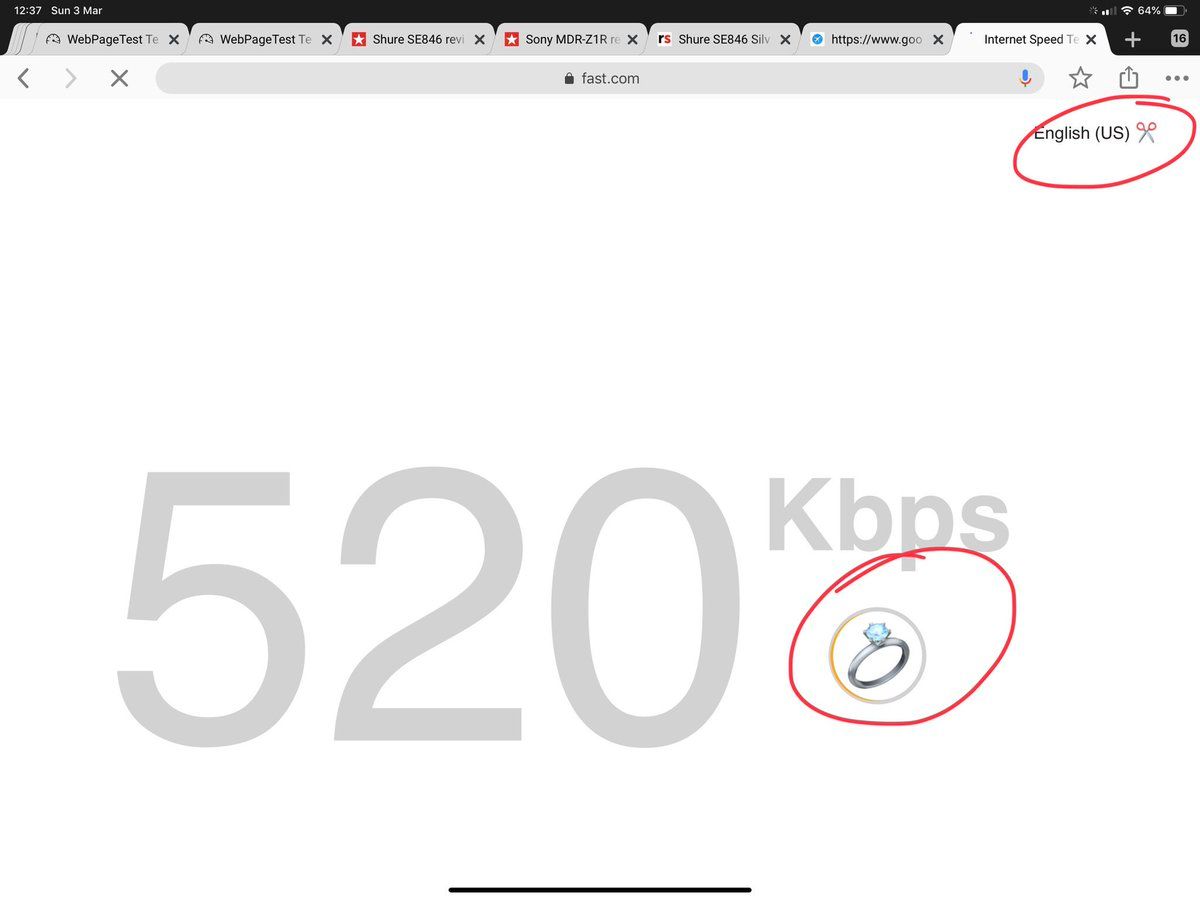 12:37 Sun 3 Mar 64%
WebPageTest Te WebPageTest Te Shure SE846 revi Sony MDR-Z1R re rs Shure SE846 Silv https://www.goo Internet Speed Te 16
fast.com
English (US) ✂️
520 Kbps
💍